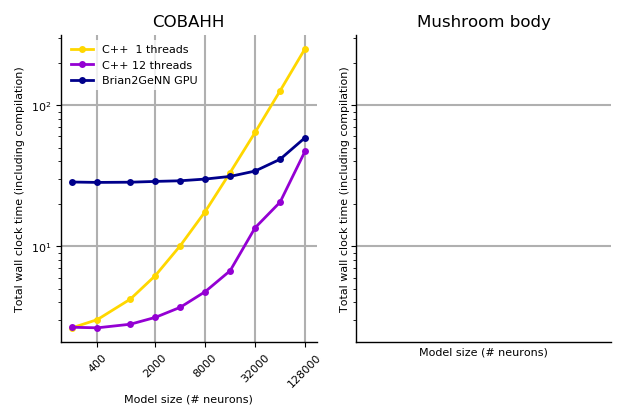 COBAHH
Total wall clock time (including compilation)
10²
10¹
C++  1 threads
C++ 12 threads
Brian2GeNN GPU
400
2000
8000
32000
128000
Model size (# neurons)
Mushroom body
Total wall clock time (including compilation)
Model size (# neurons)